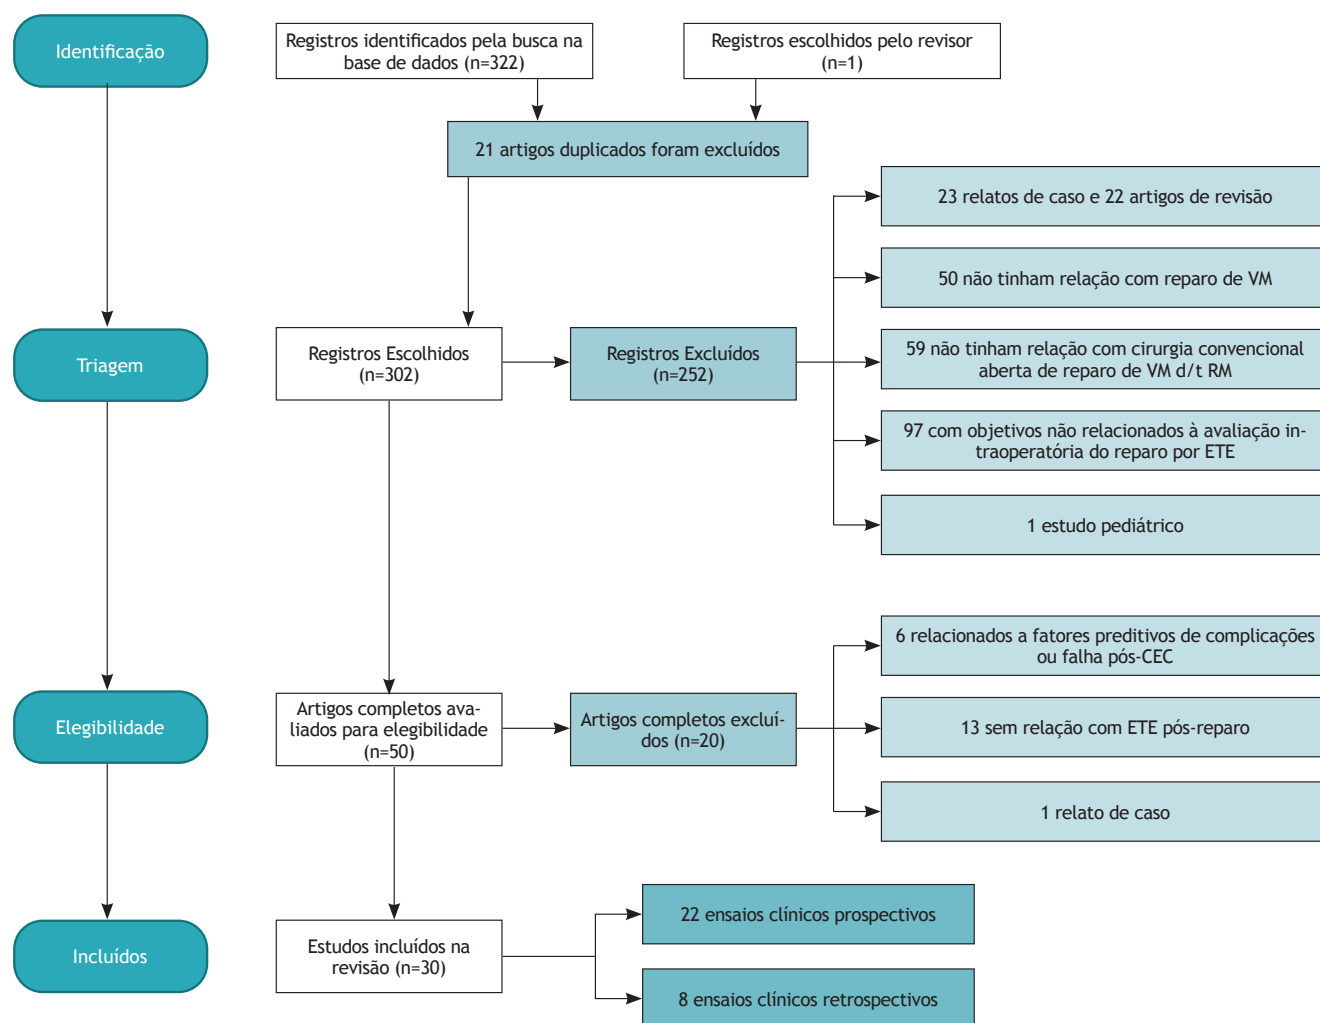 Identificação
Registros identificados pela busca na
base de dados (n=322)
Registros escolhidos pelo revisor
(n=1)
21 artigos duplicados foram excluídos
23 relatos de caso e 22 artigos de revisão
50 não tinham relação com reparo de VM
Triagem
Registros Escolhidos
(n=302)
Registros Excluídos
(n=252)
59 não tinham relação com cirurgia convencional
aberta de reparo de VM d/t RM
97 com objetivos não relacionados à avaliação in-
traoperatória do reparo por ETE
1 estudo pediátrico
6 relacionados a fatores preditivos de complicações
ou falha pós-CEC
Elegibilidade
Artigos completos ava-
liados para elegibilidade
(n=50)
Artigos completos excluí-
dos (n=20)
13 sem relação com ETE pós-reparo
1 relato de caso
Incluídos
Estudos incluídos na
revisão (n=30)
22 ensaios clínicos prospectivos
8 ensaios clínicos retrospectivos